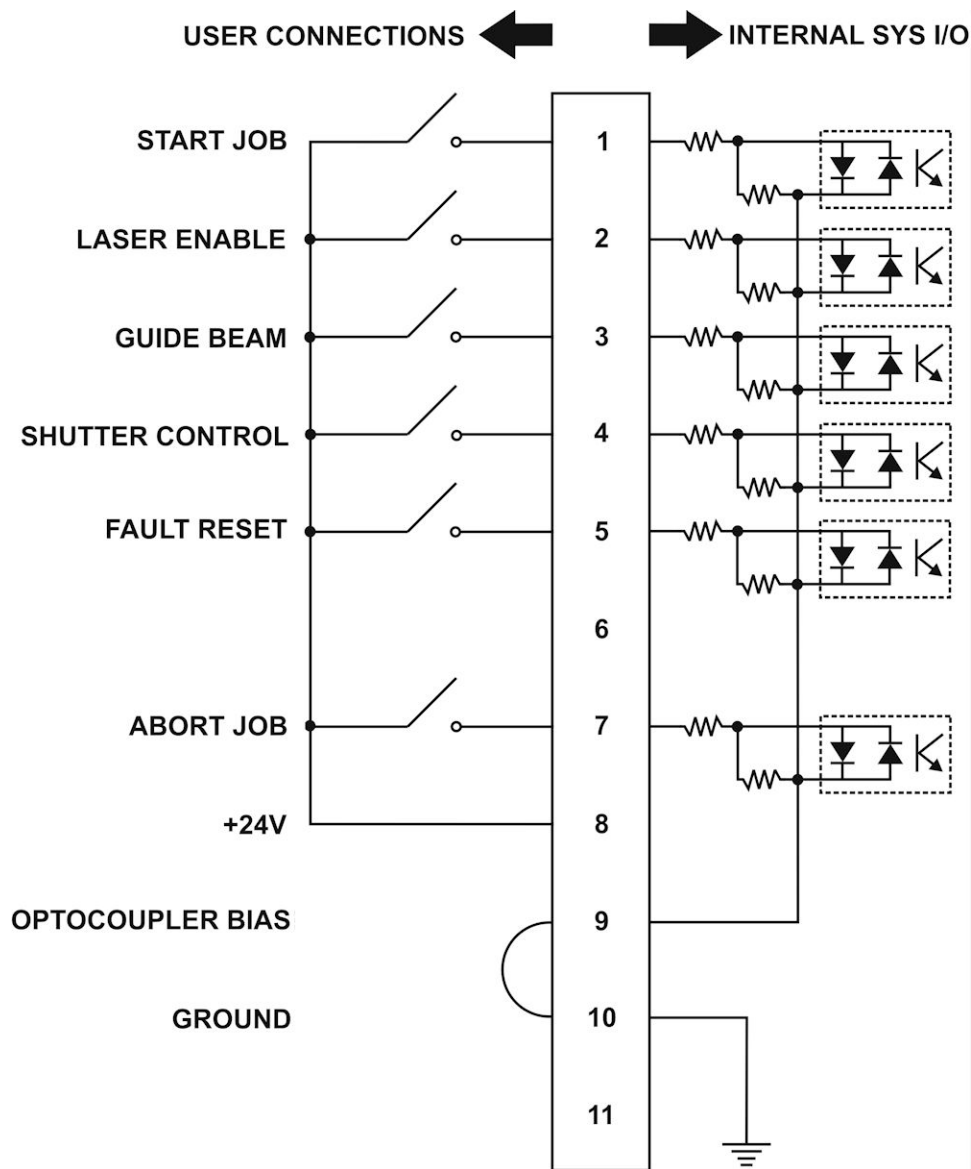 USER CONNECTIONS INTERNAL SYS I/O
START JOB 1
LASER ENABLE 2
GUIDE BEAM 3
SHUTTER CONTROL 4
FAULT RESET 5
6
ABORT JOB 7
+24V 8
OPTOCOUPLER BIAS 9
GROUND 10
11